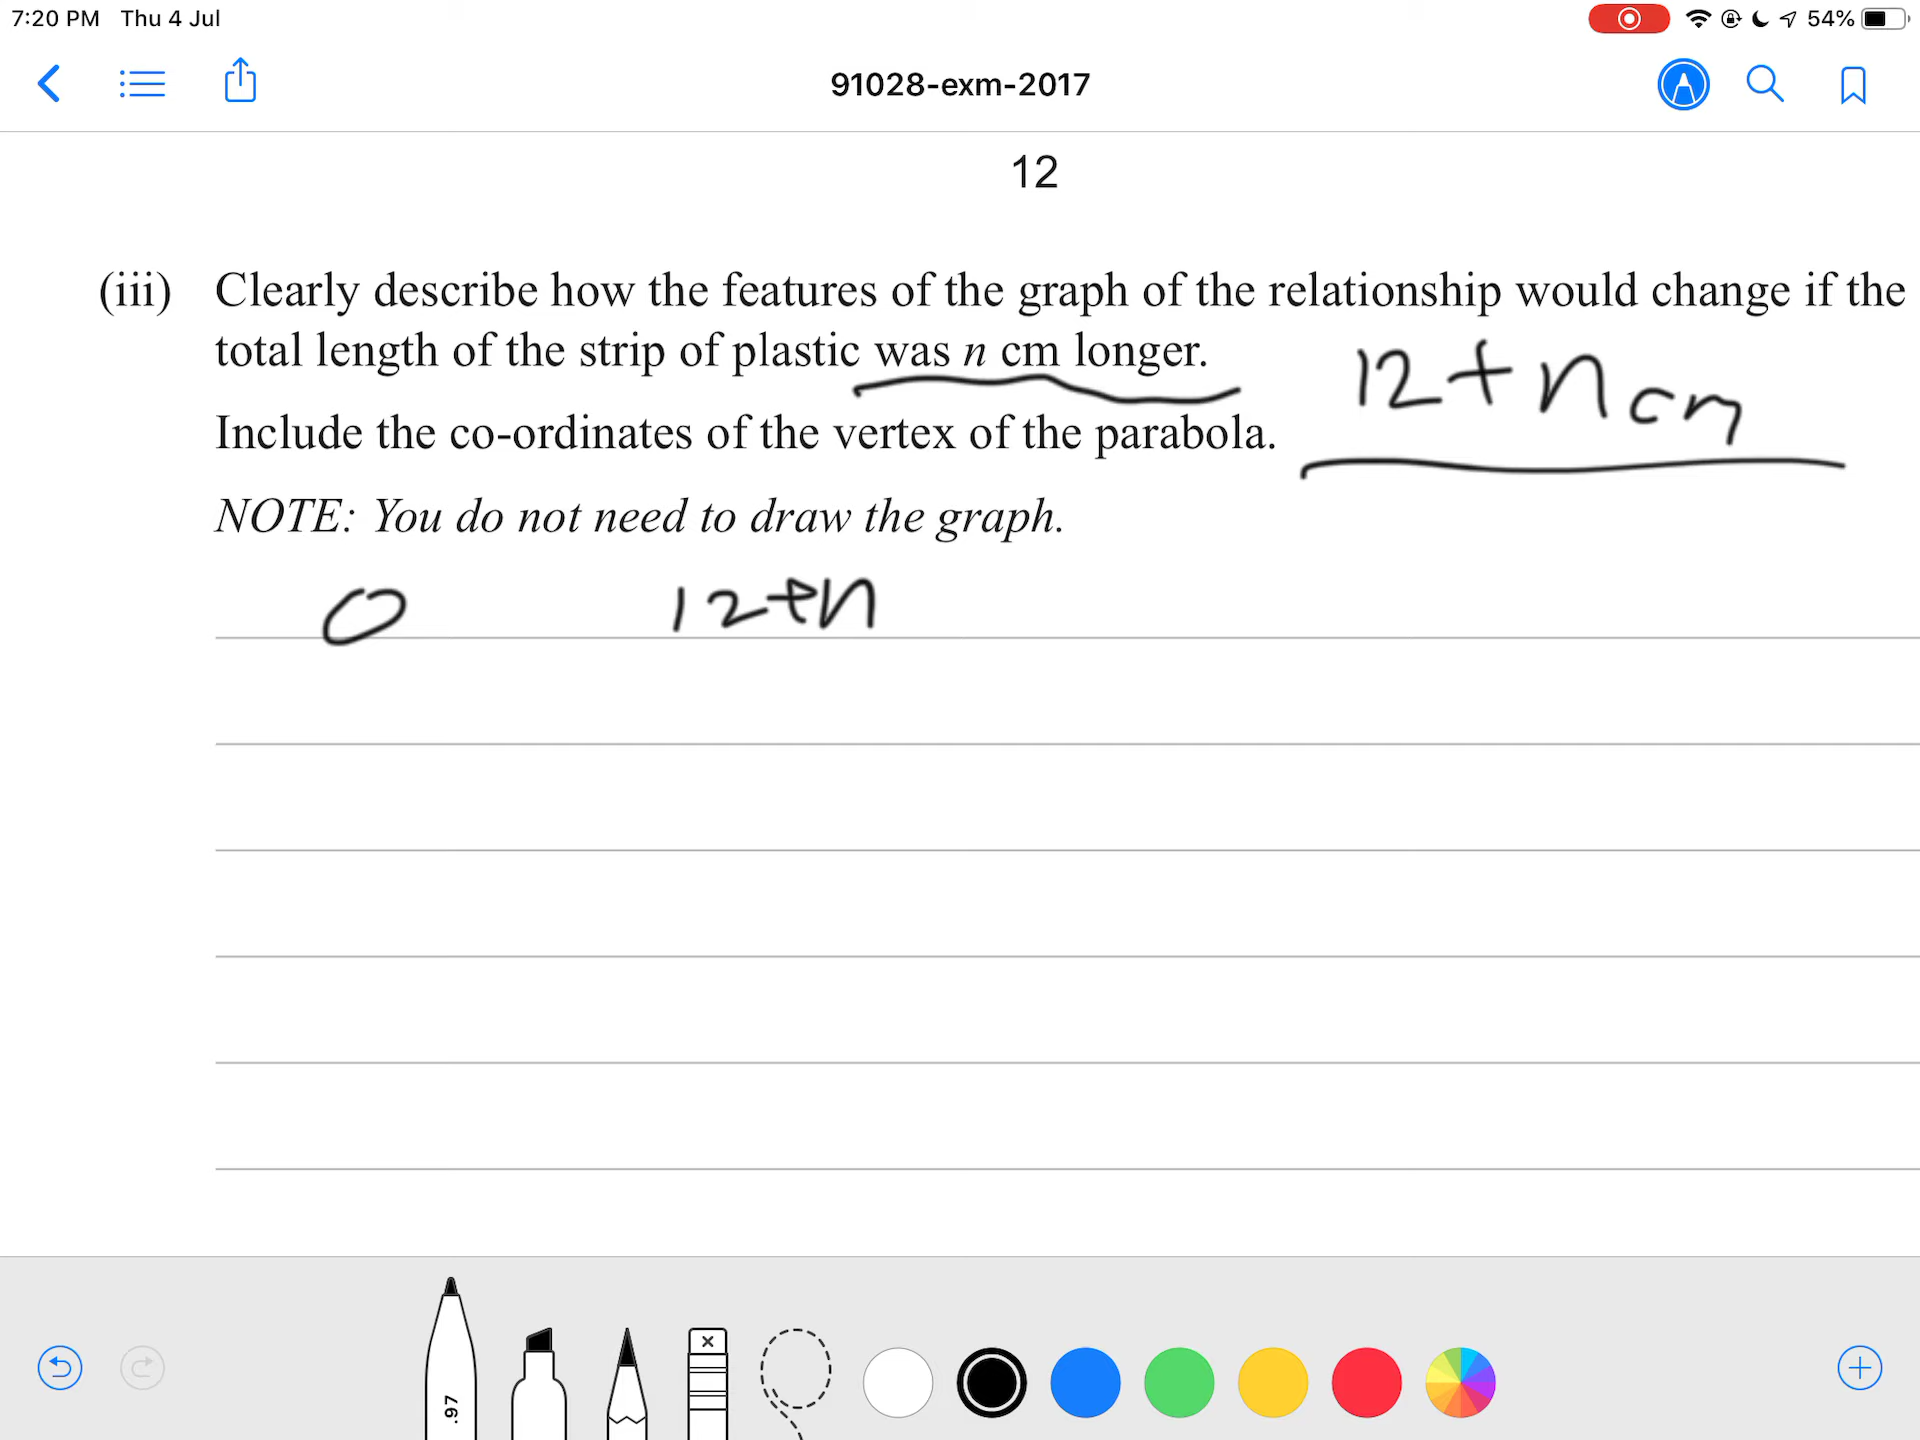 7:20 PM Thu 4 Jul
54%
91028-exm-2017
12
(iii) Clearly describe how the features of the graph of the relationship would change if the
total length of the strip of plastic was n cm longer.
12+n cm
Include the co-ordinates of the vertex of the parabola.
NOTE: You do not need to draw the graph.
0 12+n
.97